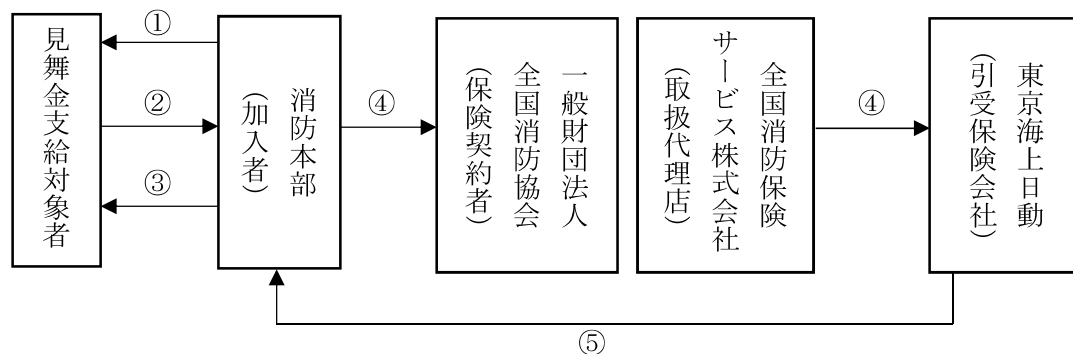 見舞金支給対象者
①
②
③
消防本部
(加入者)
④
一般財団法人
全国消防協会
(保険契約者)
全国消防保険
サービス株式会社
(取扱代理店)
④
東京海上日動
(引受保険会社)
⑤